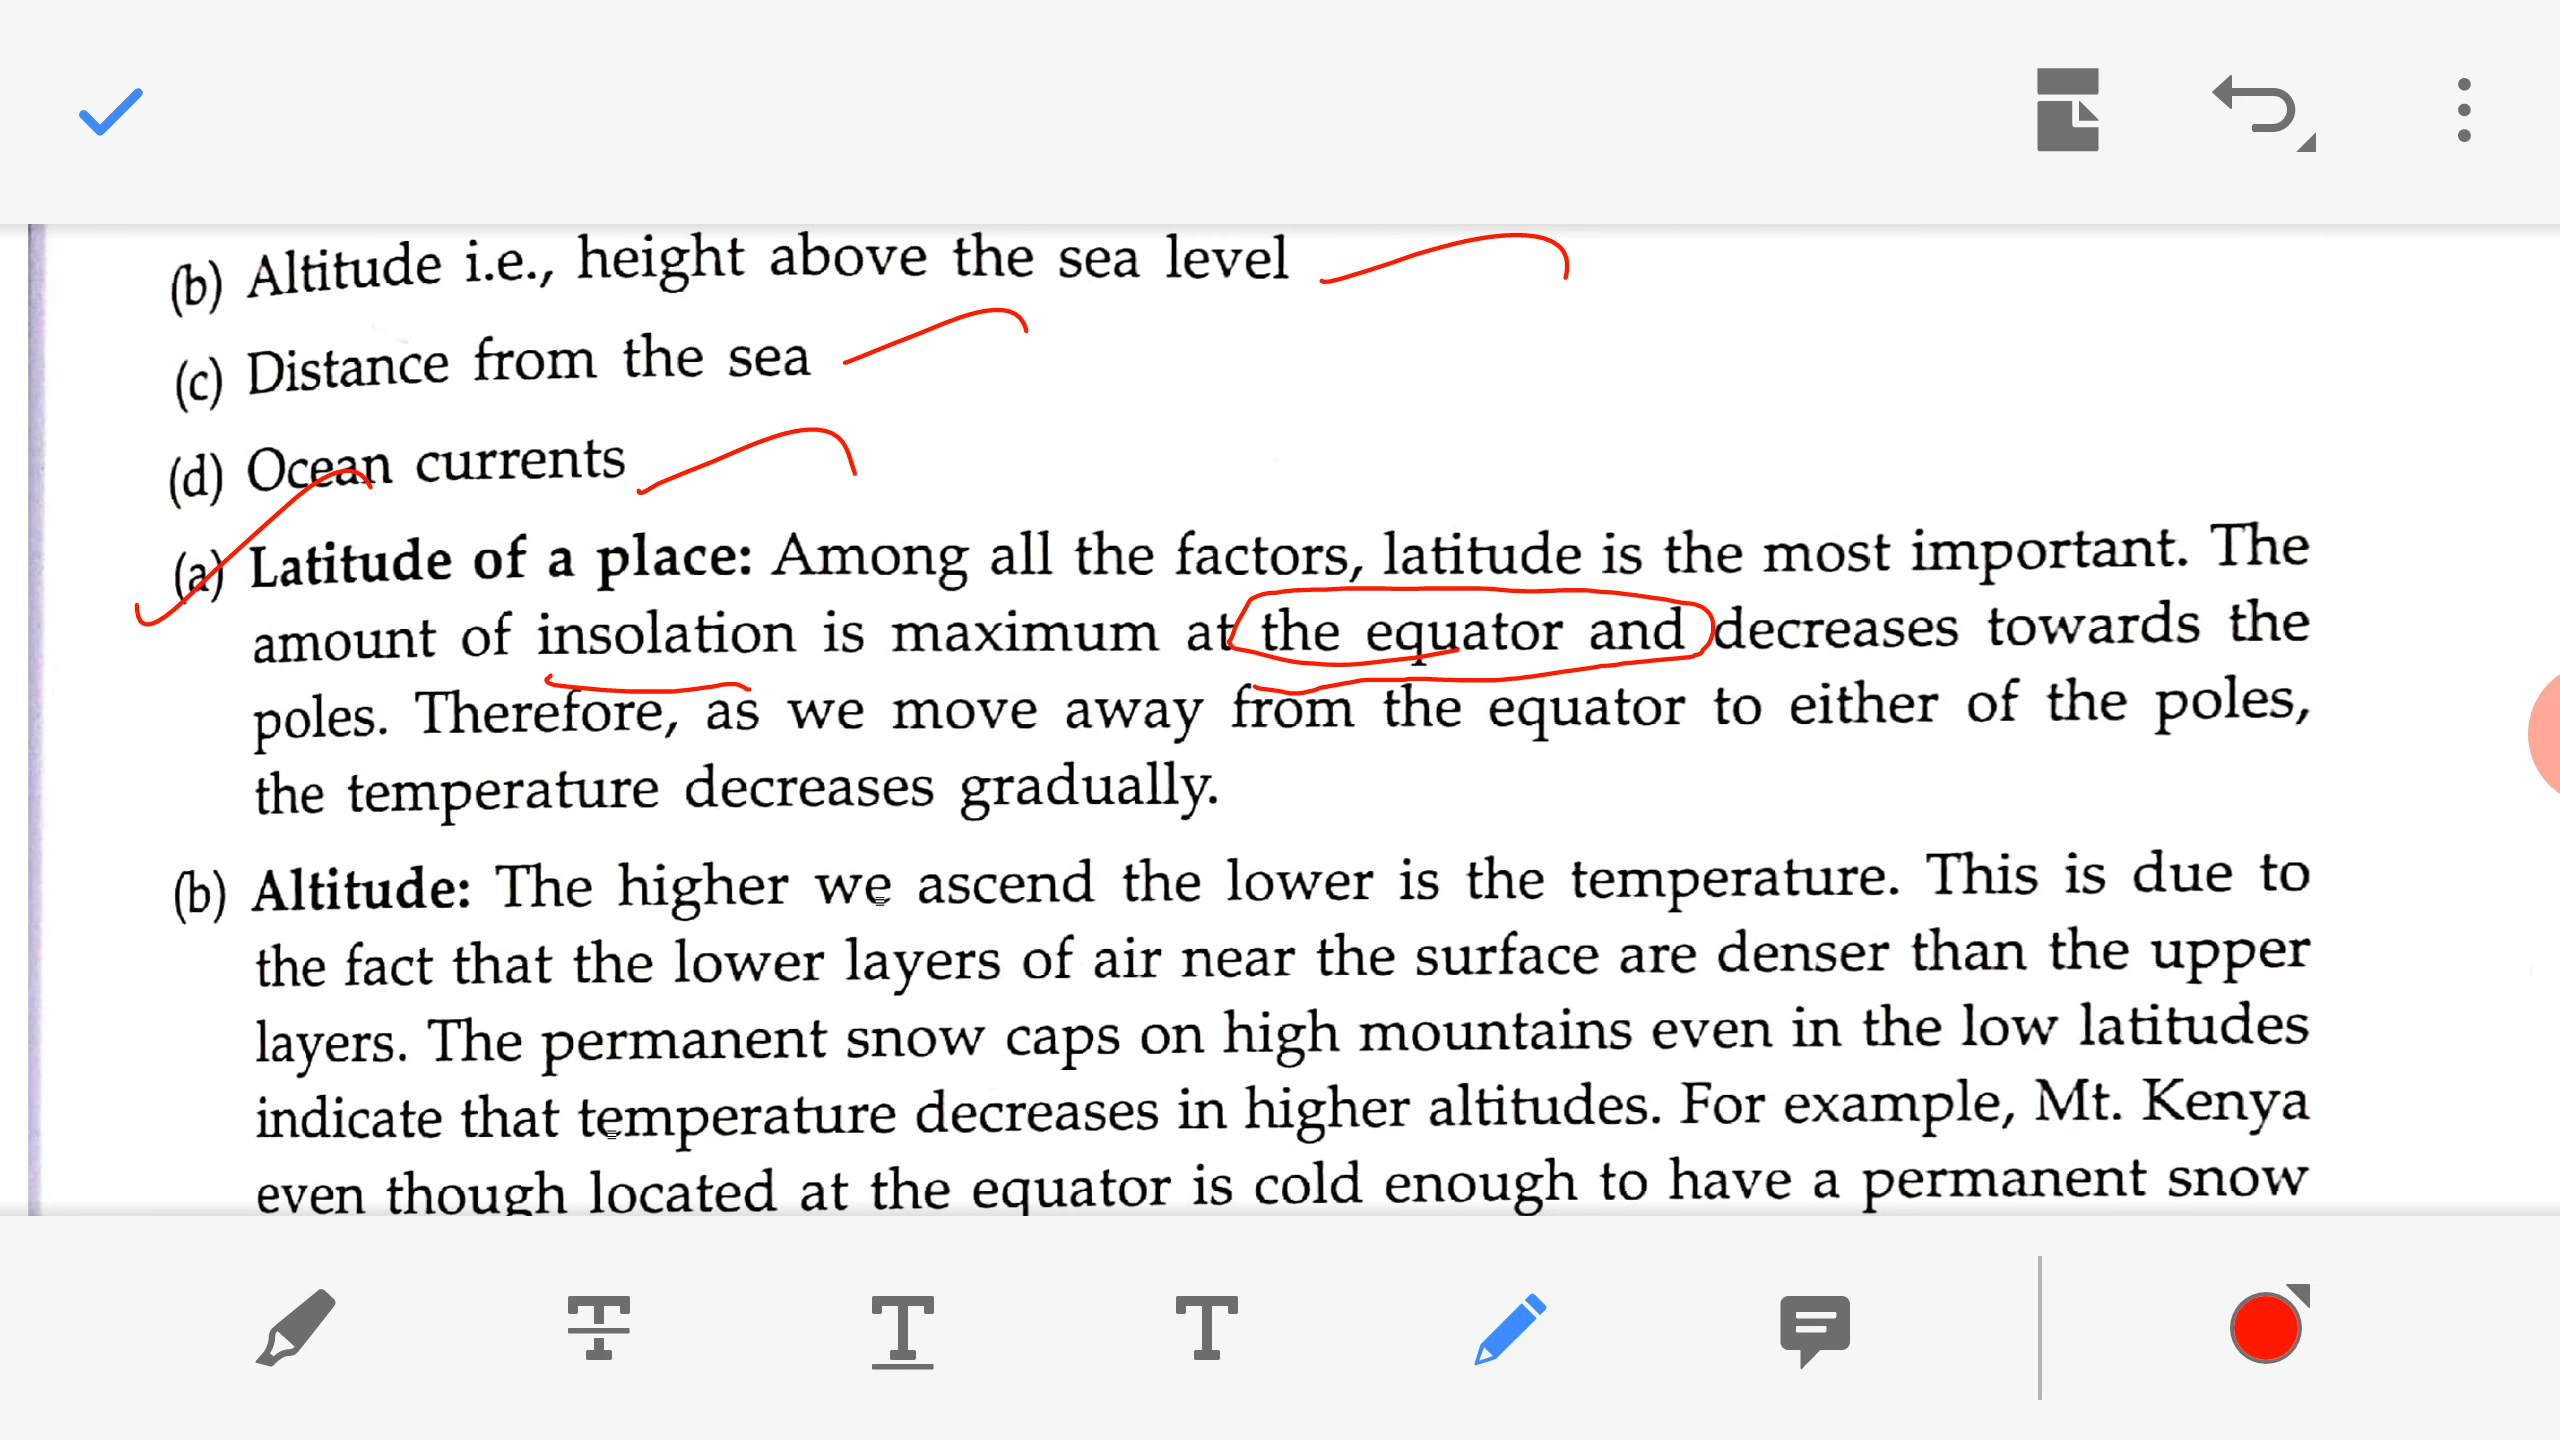 (b) Altitude i.e., height above the sea level
(c) Distance from the sea
(d) Ocean currents
(a) Latitude of a place: Among all the factors, latitude is the most important. The
amount of insolation is maximum at the equator and decreases towards the
poles. Therefore, as we move away from the equator to either of the poles,
the temperature decreases gradually.
(b) Altitude: The higher we ascend the lower is the temperature. This is due to
the fact that the lower layers of air near the surface are denser than the upper
layers. The permanent snow caps on high mountains even in the low latitudes
indicate that temperature decreases in higher altitudes. For example, Mt. Kenya
even though located at the equator is cold enough to have a permanent snow